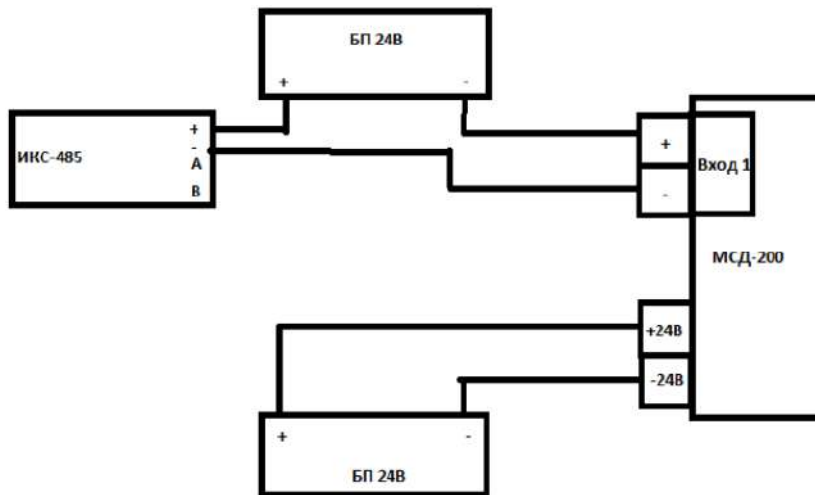 БП 24В
+ -
ИКС-485
+
-
А
В
+
Вход 1
-
МСД-200
+24В
-24В
+ -
БП 24В